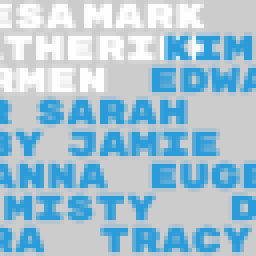 ESA MARK
THERI KIM
RMEN EDWA
R SARAH
BY JAMIE
ANNA EUGE
MISTY D
RA TRACY